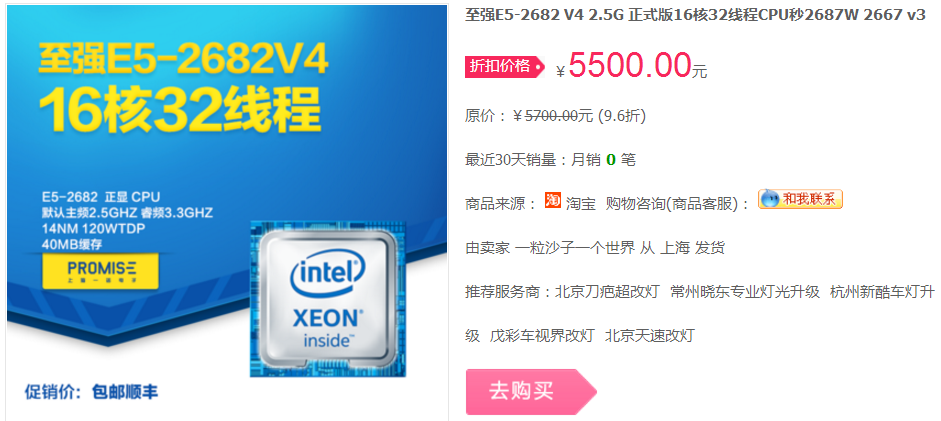 至强E5-2682V4
16核32线程
E5-2682 正显 CPU
默认主频2.5GHZ 睿频3.3GHZ
14NM 120WTDP
40MB缓存
PROMISE
上海一诺电子
intel
XEON®
inside™
促销价：包邮顺丰
至强E5-2682 V4 2.5G 正式版16核32线程CPU秒2687W 2667 v3
折扣价格 ￥5500.00元
原价：￥5700.00元 (9.6折)
最近30天销量：月销 0 笔
商品来源： 淘 淘宝 购物咨询(商品客服)： 和我联系
由卖家 一粒沙子一个世界 从 上海 发货
推荐服务商：北京刀疤超改灯 常州晓东专业灯光升级 杭州新酷车灯升
级 戊彩车视界改灯 北京天速改灯
去购买